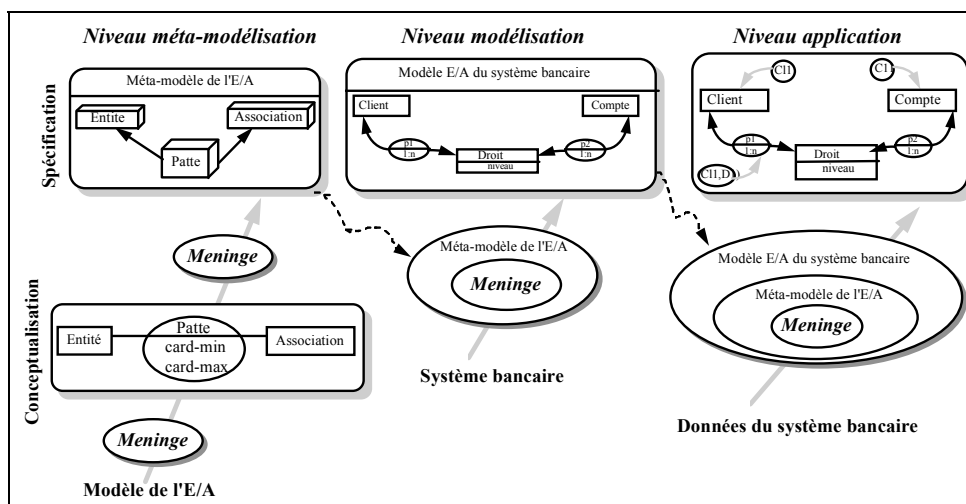 Niveau méta-modélisation
Niveau modélisation
Niveau application
Spécification
Méta-modèle de l'E/A
Entite
Association
Patte
Modèle E/A du système bancaire
Client
Compte
p1
1:n
p2
1:n
Droit
niveau
Cl1
C1
Client
Compte
p1
1:n
p2
1:n
Droit
niveau
Cl1,D
Meninge
Méta-modèle de l'E/A
Meninge
Modèle E/A du système bancaire
Méta-modèle de l'E/A
Meninge
Conceptualisation
Entité
Patte
card-min
card-max
Association
Système bancaire
Meninge
Données du système bancaire
Modèle de l'E/A